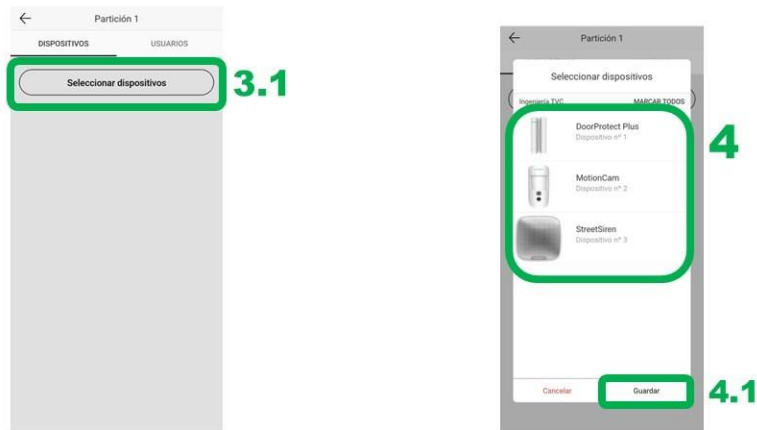 Partición 1
DISPOSITIVOS USUARIOS
Seleccionar dispositivos
3.1
Partición 1
Seleccionar dispositivos
Ingeniería TVC MARCAR TODOS
DoorProtect Plus
Dispositivo nº 1
MotionCam
Dispositivo nº 2
StreetSiren
Dispositivo nº 3
4
Cancelar Guardar
4.1